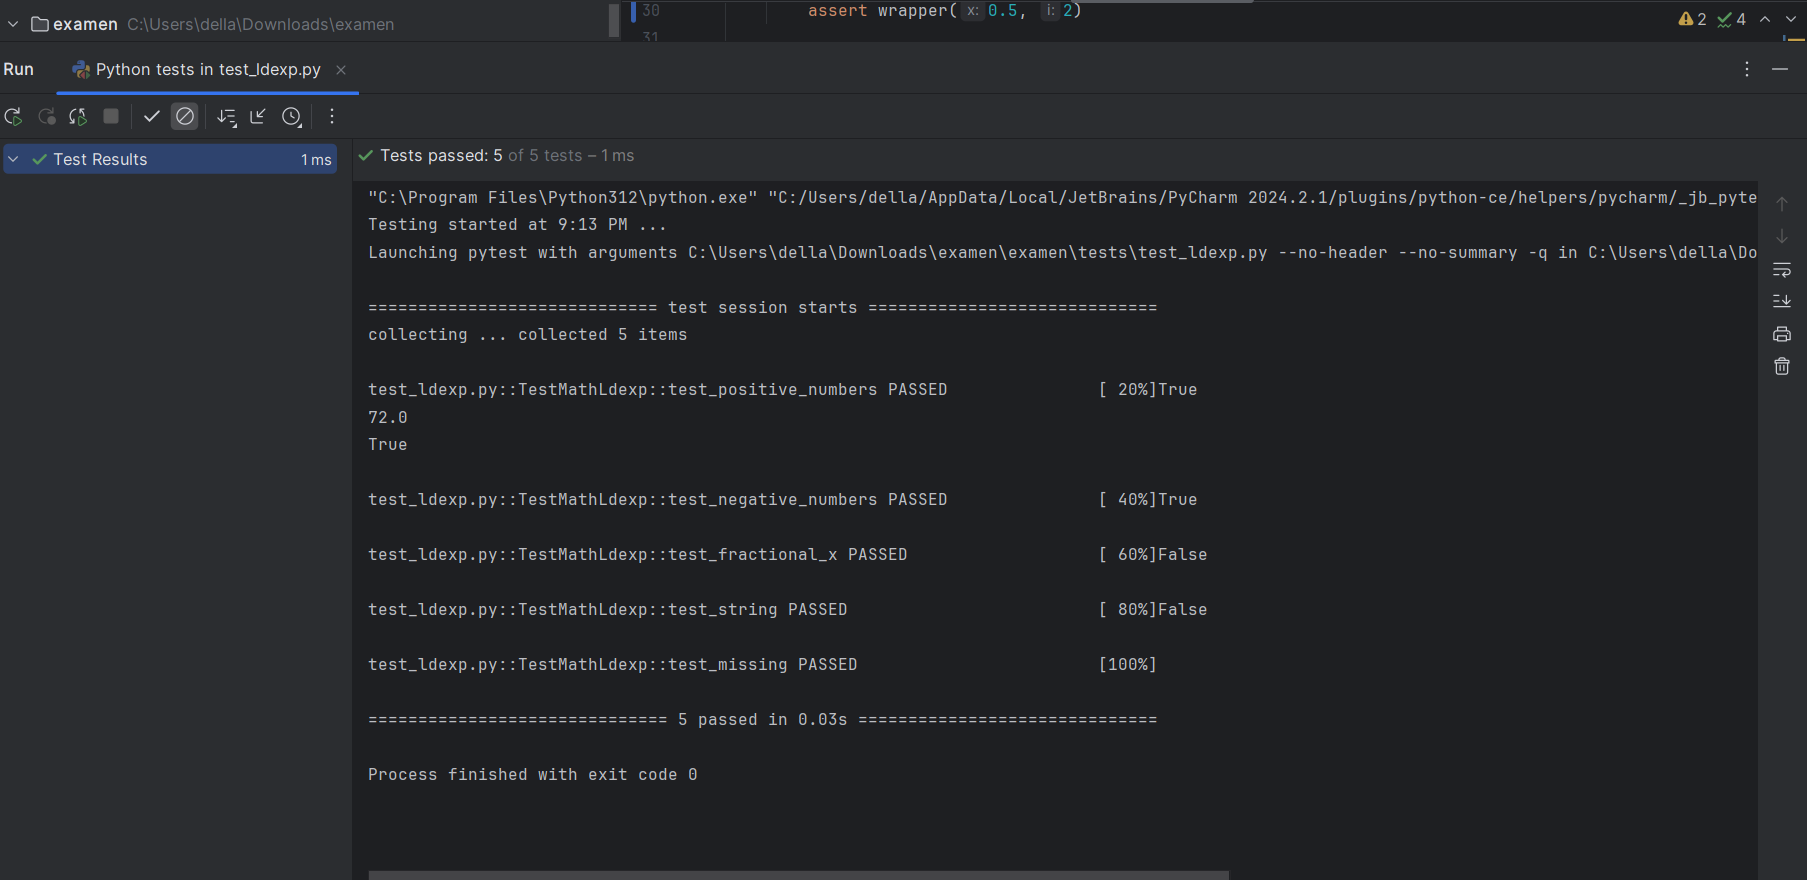 examen C:\Users\della\Downloads\examen
30 assert wrapper( x: 0.5, i: 2)
31
2 4
Run Python tests in test_ldexp.py
Test Results 1 ms
Tests passed: 5 of 5 tests – 1 ms
"C:\Program Files\Python312\python.exe" "C:/Users/della/AppData/Local/JetBrains/PyCharm 2024.2.1/plugins/python-ce/helpers/pycharm/_jb_pyte
Testing started at 9:13 PM ...
Launching pytest with arguments C:\Users\della\Downloads\examen\examen\tests\test_ldexp.py --no-header --no-summary -q in C:\Users\della\Do
============================= test session starts =============================
collecting ... collected 5 items
test_ldexp.py::TestMathLdexp::test_positive_numbers PASSED [ 20%]True
72.0
True
test_ldexp.py::TestMathLdexp::test_negative_numbers PASSED [ 40%]True
test_ldexp.py::TestMathLdexp::test_fractional_x PASSED [ 60%]False
test_ldexp.py::TestMathLdexp::test_string PASSED [ 80%]False
test_ldexp.py::TestMathLdexp::test_missing PASSED [100%]
============================== 5 passed in 0.03s ==============================
Process finished with exit code 0